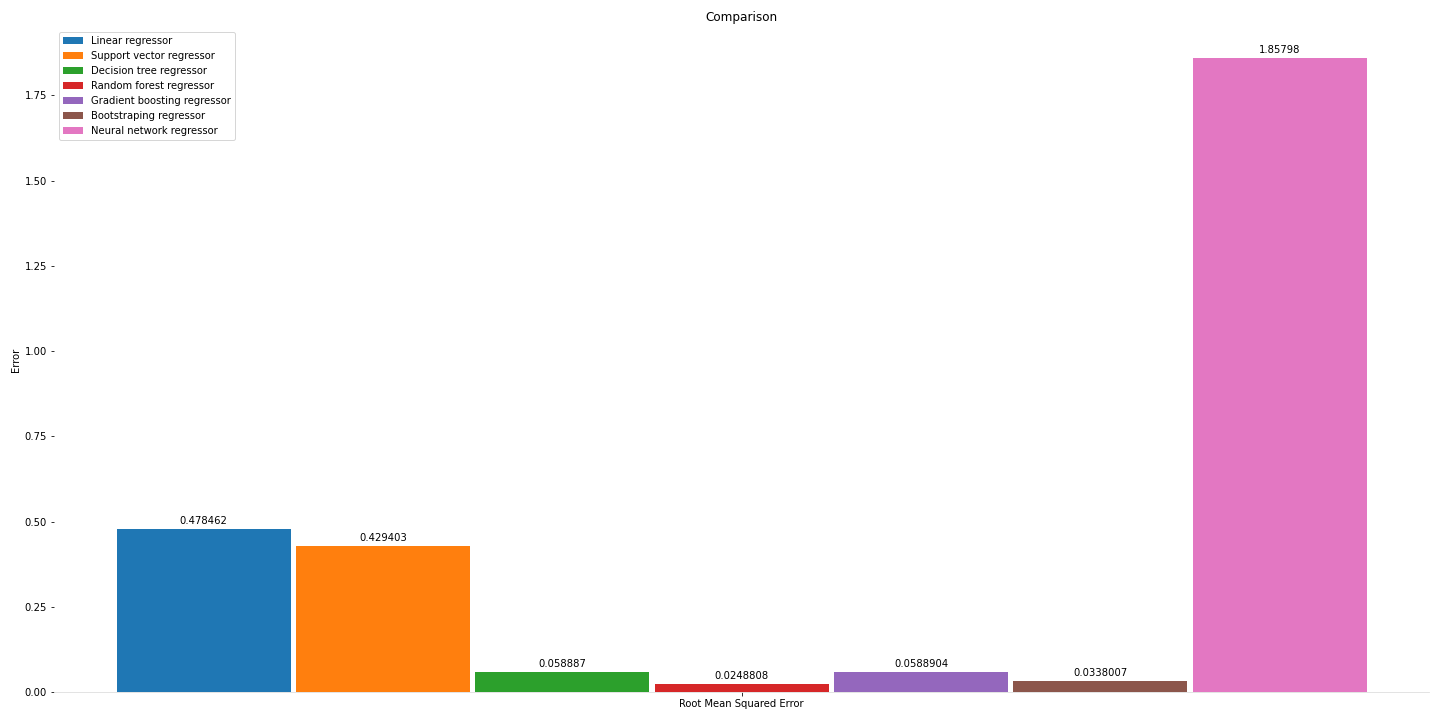 Comparison
Linear regressor
Support vector regressor
Decision tree regressor
Random forest regressor
Gradient boosting regressor
Bootstraping regressor
Neural network regressor
1.85798
1.75
1.50
1.25
1.00
Error
0.75
0.50
0.478462
0.429403
0.25
0.058887
0.0248808
0.0588904
0.0338007
0.00
Root Mean Squared Error